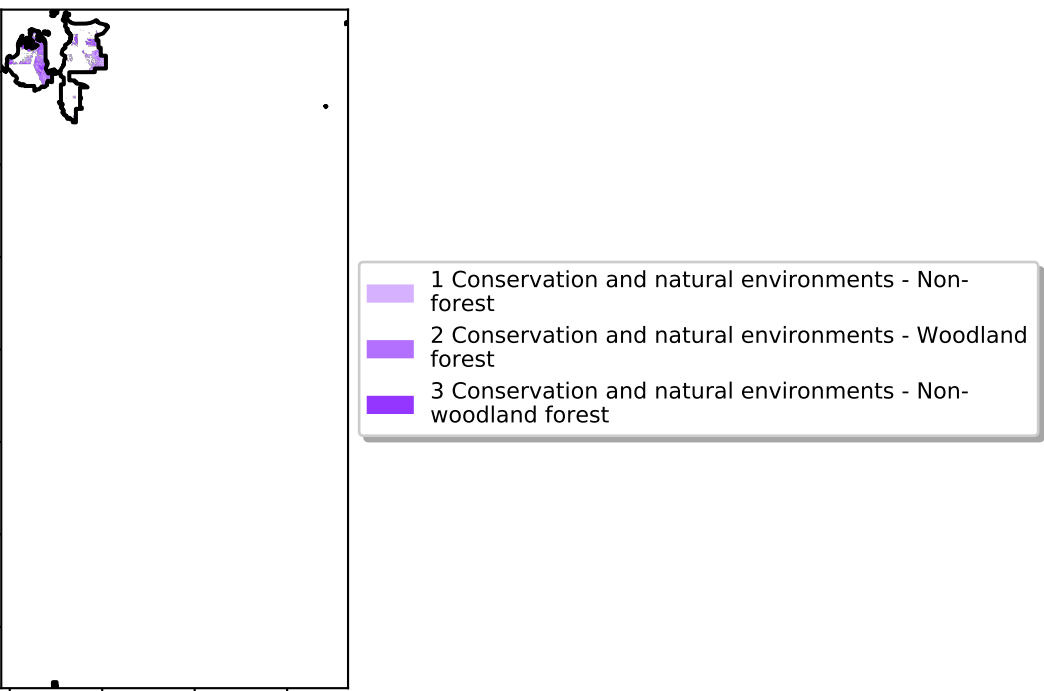 1 Conservation and natural environments - Non-
forest
2 Conservation and natural environments - Woodland
forest
3 Conservation and natural environments - Non-
woodland forest